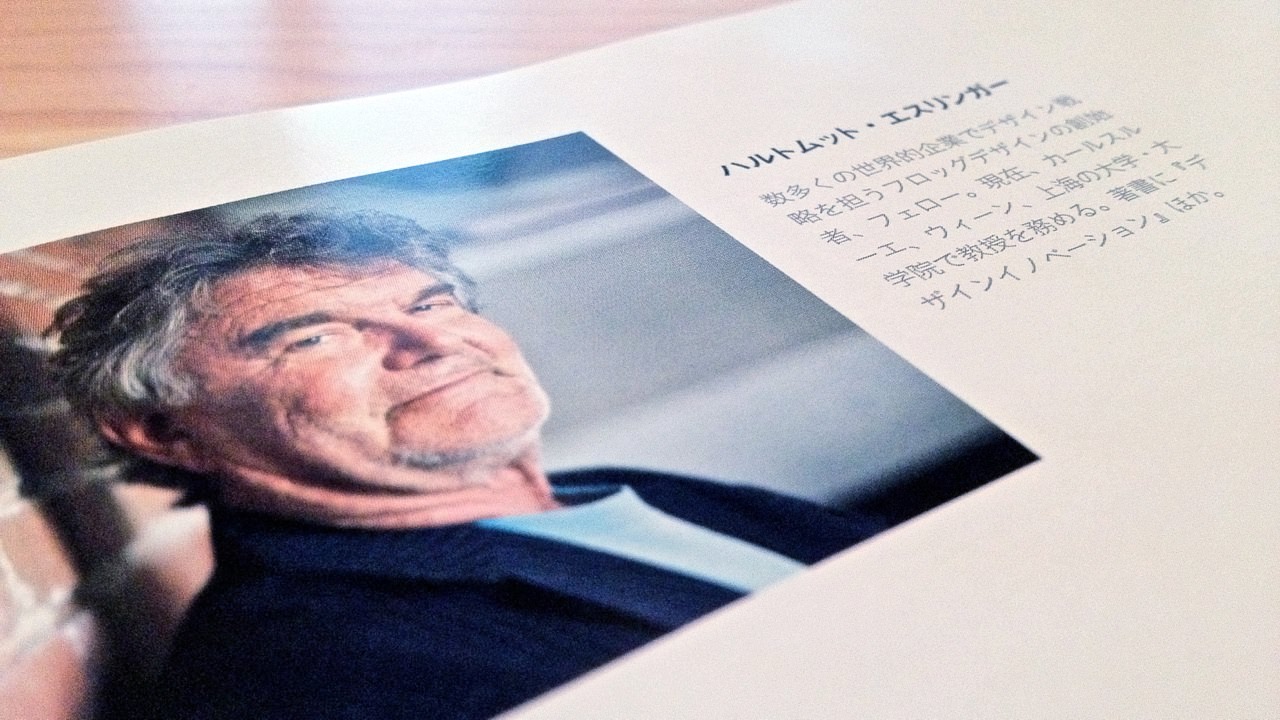 ハルトムット・エスリンガー
数多くの世界的企業でデザイン戦
略を担うフロッグデザインの創始
者、フェロー。現在、カールスル
ーエ、ウィーン、上海の大学・大
学院で教授を務める。著書に『デ
ザインイノベーション』ほか。